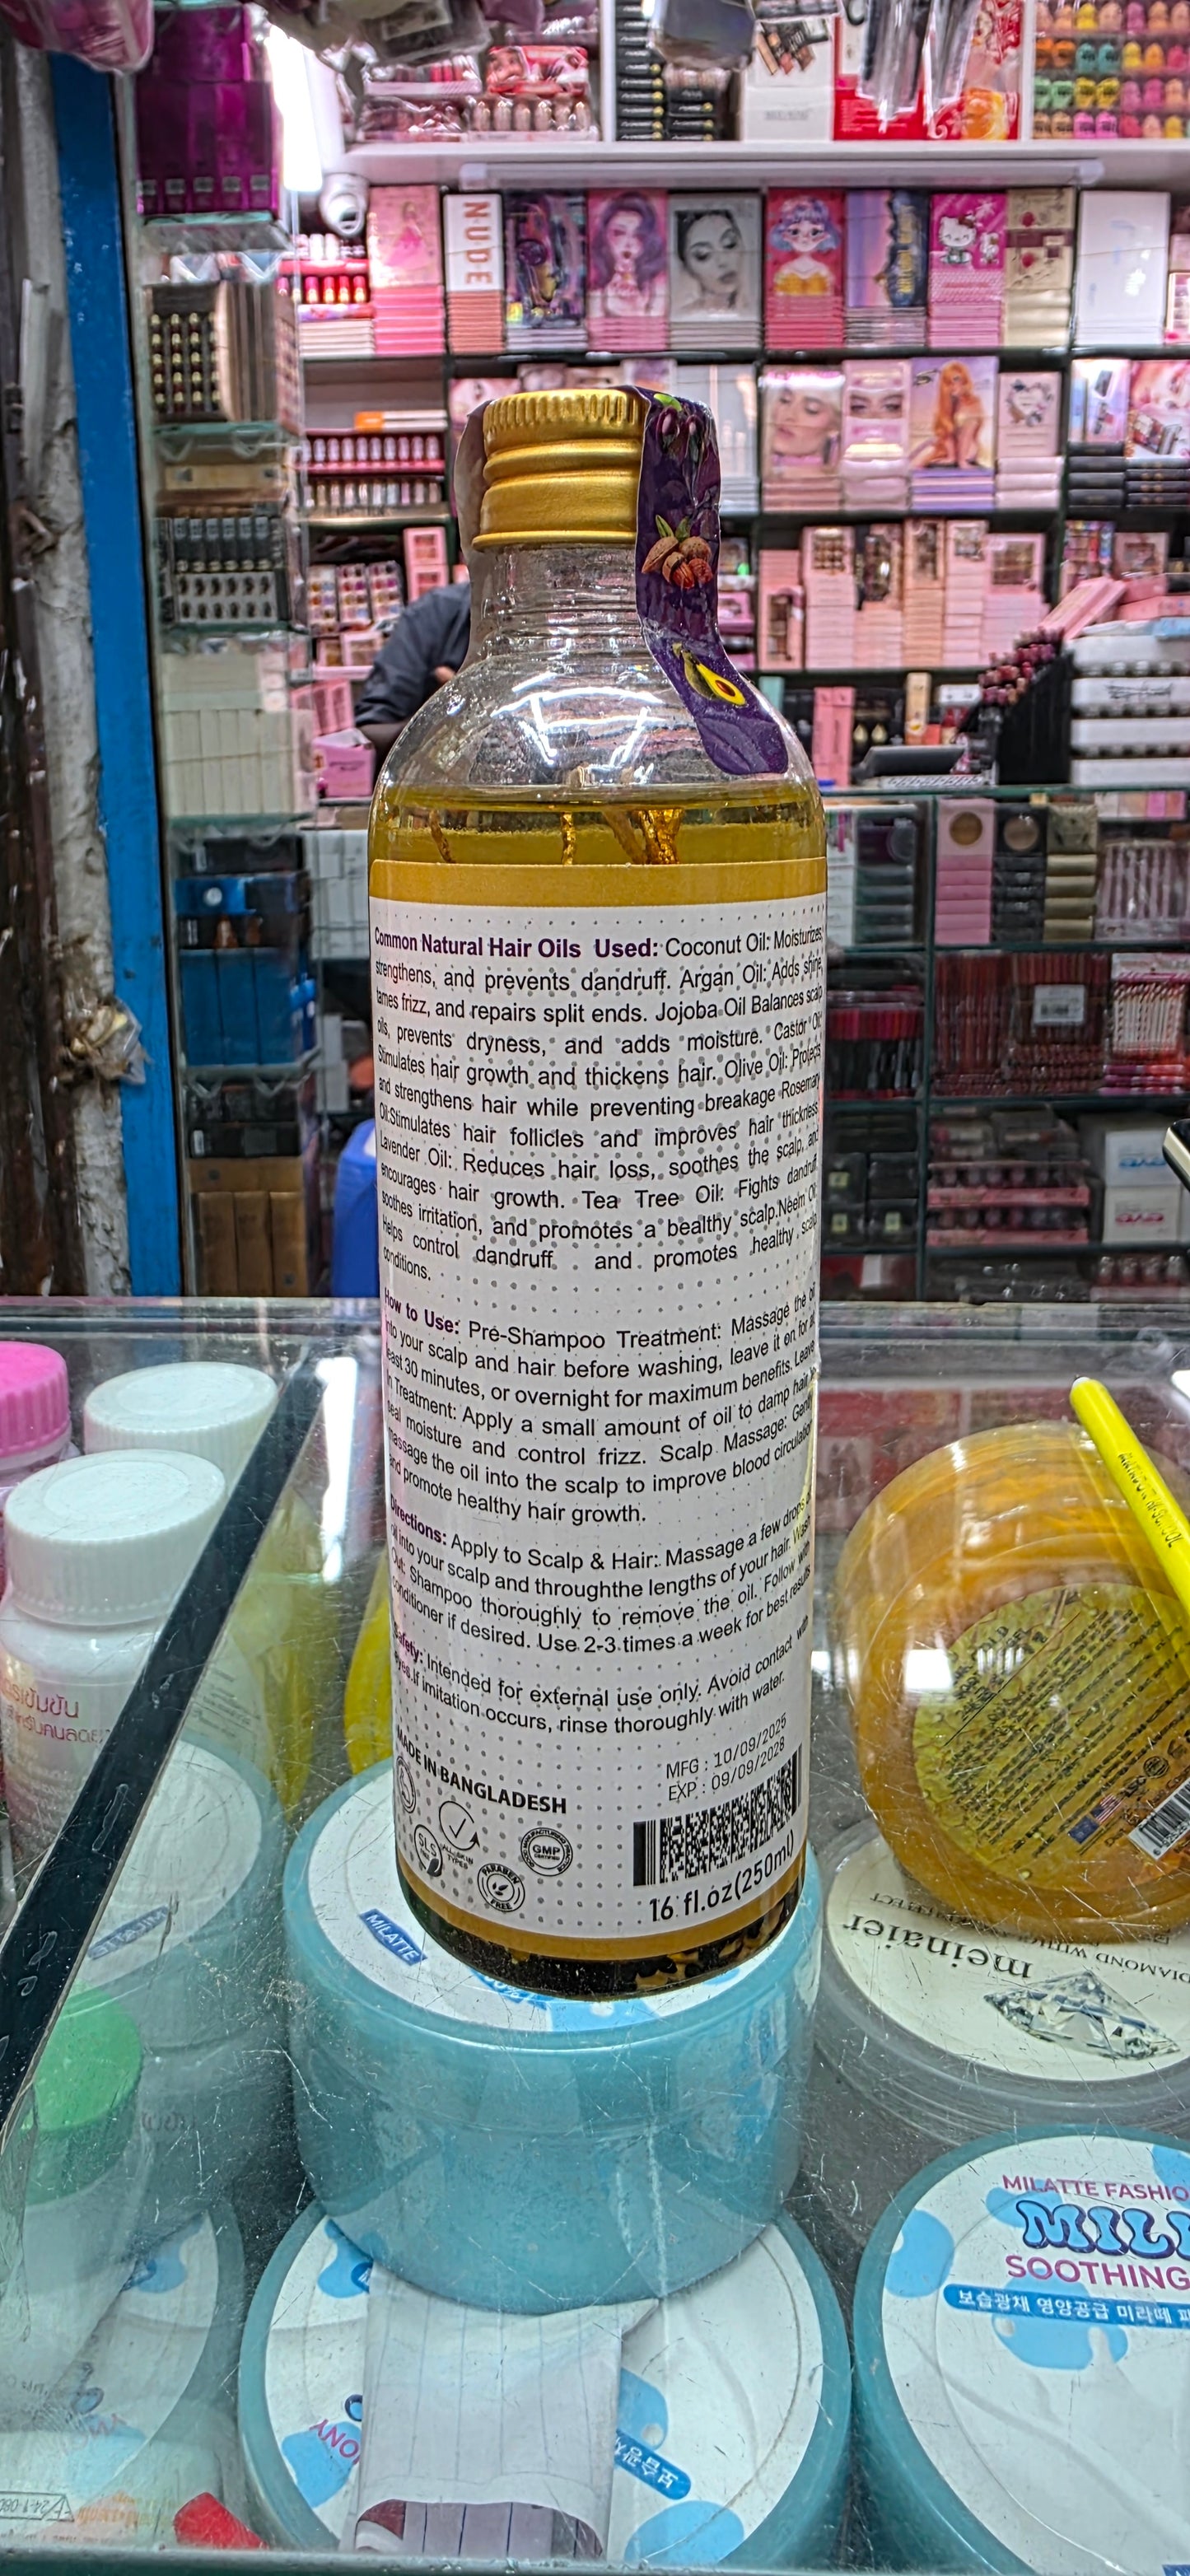 NUDE
Common Natural Hair Oils Used: Coconut Oil: Moisturizes,
strengthens, and prevents dandruff. Argan Oil: Adds shine,
tames frizz, and repairs split ends. Jojoba Oil Balances scalp
oils, prevents dryness, and adds moisture. Castor Oil:
Stimulates hair growth and thickens hair. Olive Oil: Protects
and strengthens hair while preventing breakage Rosemary
Oil:Stimulates hair follicles and improves hair thickness
Lavender Oil: Reduces hair loss, soothes the scalp, and
encourages hair growth. Tea Tree Oil: Fights dandruff,
soothes irritation, and promotes a bealthy scalp.Neem Oil:
Helps control dandruff and promotes healthy scalp
conditions.
How to Use: Pre-Shampoo Treatment: Massage the oil
into your scalp and hair before washing, leave it on for at
least 30 minutes, or overnight for maximum benefits. Leave
In Treatment: Apply a small amount of oil to damp hair to
seal moisture and control frizz. Scalp Massage: Gently
massage the oil into the scalp to improve blood circulation
and promote healthy hair growth.
Directions: Apply to Scalp & Hair: Massage a few drops of
oil into your scalp and throughthe lengths of your hair. Wash
Out: Shampoo thoroughly to remove the oil. Follow with
conditioner if desired. Use 2-3 times a week for best results
Safety: Intended for external use only. Avoid contact with
eyes.if imitation occurs, rinse thoroughly with water.
MFG : 10/09/2025
EXP : 09/09/2028
MADE IN BANGLADESH
SLS
ALL SKIN
TYPES
PARABEN
FREE
GMP
CERTIFIED
16 fl.oz(250ml)
MILATTE
meinaier
DIAMOND
MILATTE FASHIO
MIL
SOOTHING
보습광채 영양공급 미라떼